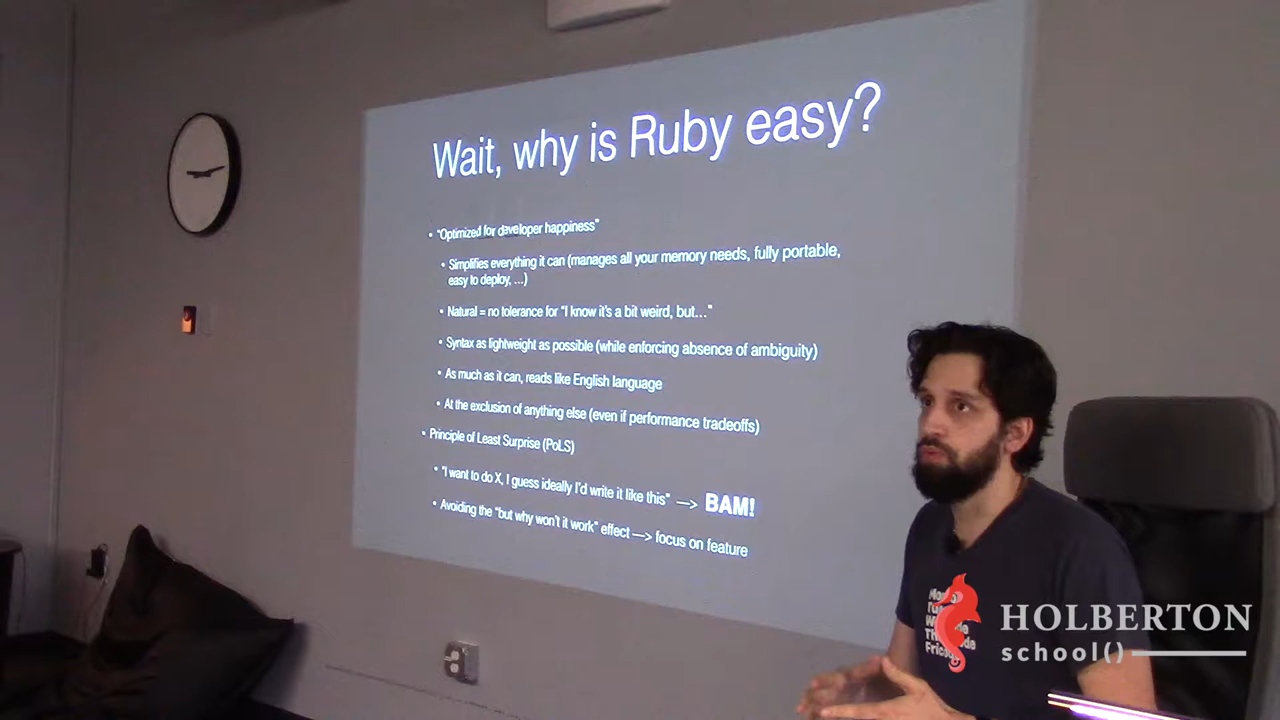 Wait, why is Ruby easy?
• "Optimized for developer happiness"
• Simplifies everything it can (manages all your memory needs, fully portable,
easy to deploy, ...)
• Natural = no tolerance for "I know it's a bit weird, but..."
• Syntax as lightweight as possible (while enforcing absence of ambiguity)
• As much as it can, reads like English language
• At the exclusion of anything else (even if performance tradeoffs)
• Principle of Least Surprise (PoLS)
• "I want to do X, I guess ideally I'd write it like this" —> BAM!
• Avoiding the "but why won't it work" effect —> focus on feature
a
HOLBERTON
school()